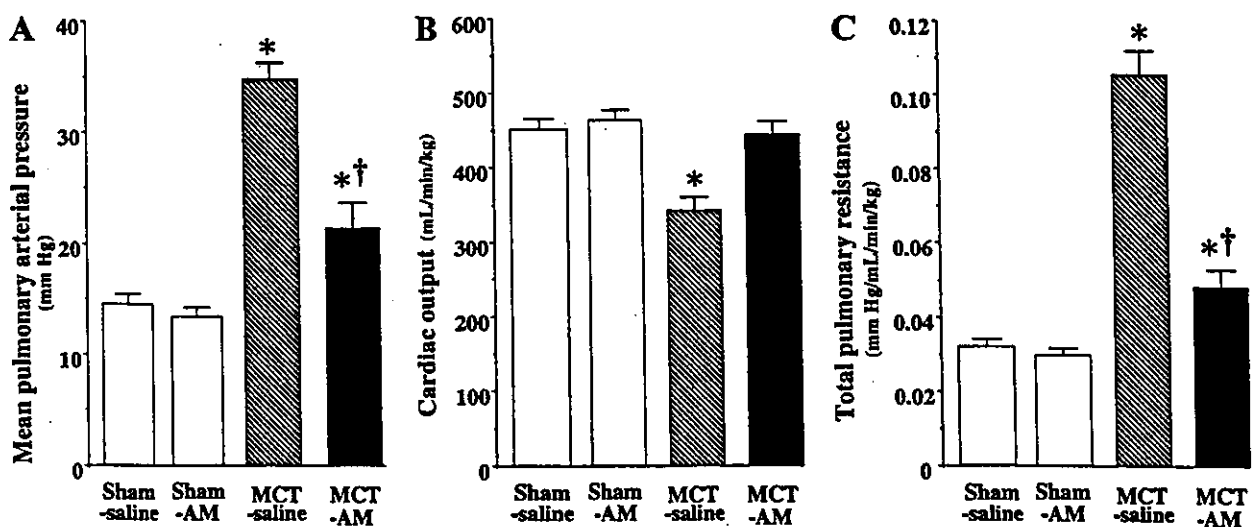 A
Mean pulmonary arterial pressure
(mm Hg)
40
30
20
10
0
*
*†
Sham
-saline
Sham
-AM
MCT
-saline
MCT
-AM
B
Cardiac output (mL/min/kg)
600
500
400
300
200
100
0
*
Sham
-saline
Sham
-AM
MCT
-saline
MCT
-AM
C
Total pulmonary resistance
(mm Hg/mL/min/kg)
0.12
0.10
0.08
0.06
0.04
0.02
0
*
*†
Sham
-saline
Sham
-AM
MCT
-saline
MCT
-AM